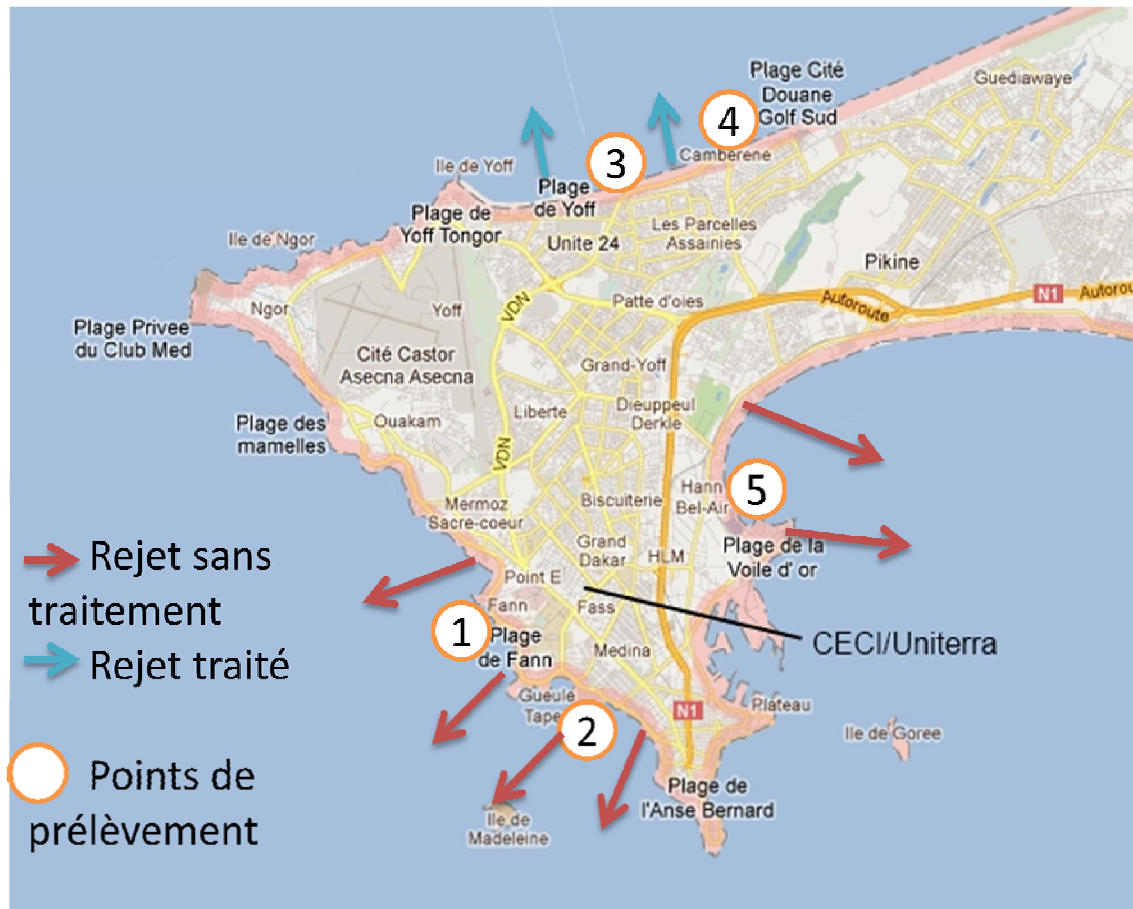 Plage Cité
Douane
Golf Sud
Guediawaye
4
Camberene
3
Ile de Yoff
Plage
de Yoff
Plage de
Yoff Tongor
Les Parcelles
Assainies
Unite 24
Ile de Ngor
Pikine
Ngor
Yoff
VDN
Patte d'oies
Autoroute
N1
Autorou
Plage Privee
du Club Med
Cité Castor
Asecna Asecna
Grand-Yoff
Liberte
Dieuppeul
Derkle
Ouakam
Plage des
mamelles
VDN
Hann
Bel-Air
5
Biscuiterie
Mermoz
Sacre-coeur
Grand
Dakar
HLM
Plage de la
Voile d' or
Rejet sans
traitement
Point E
Fann
Fass
1
Plage
de Fann
Medina
CECI/Uniterra
Rejet traité
Gueule
Tape
2
N1
Plateau
Ile de Goree
Points de
prélèvement
Plage de
l'Anse Bernard
Ile de
Madeleine